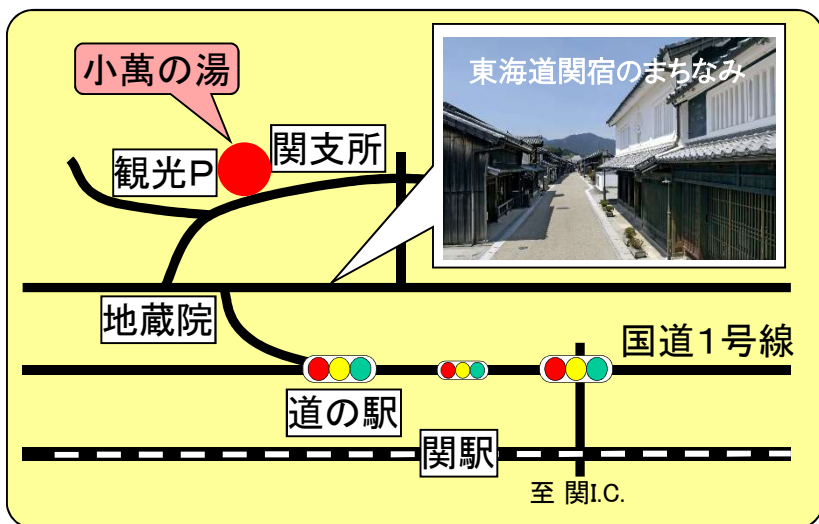 小萬の湯
東海道関宿のまちなみ
関支所
観光P
地蔵院
国道1号線
道の駅
関駅
至 関I.C.